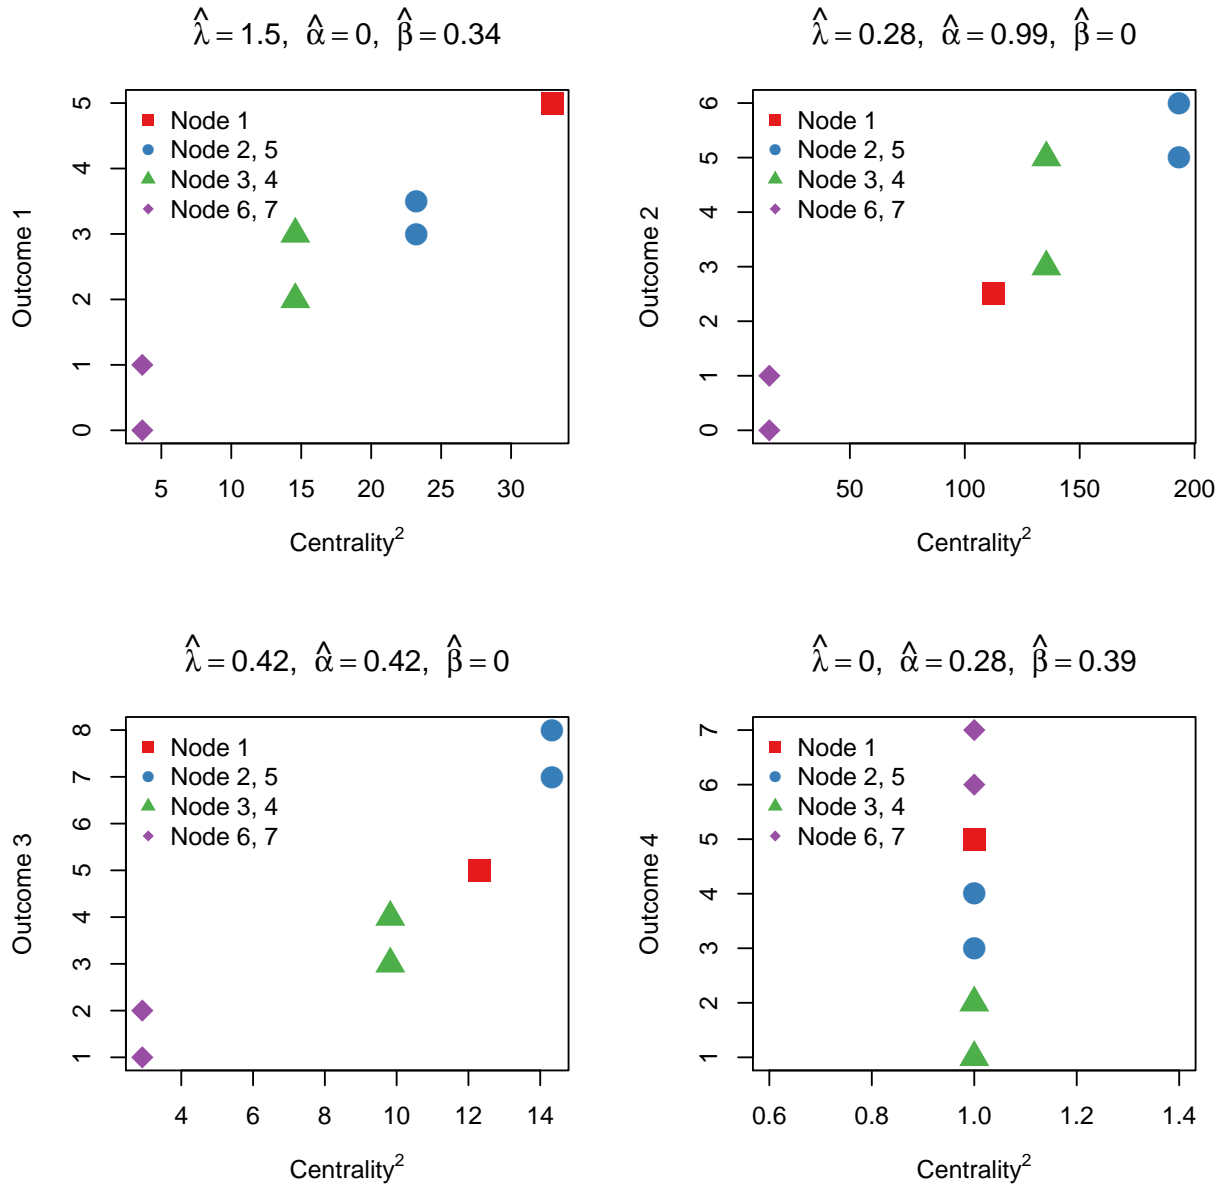 λ̂ = 1.5, α̂ = 0, β̂ = 0.34
Outcome 1
5
4
3
2
1
0
Node 1
Node 2, 5
Node 3, 4
Node 6, 7
5 10 15 20 25 30
Centrality²
λ̂ = 0.28, α̂ = 0.99, β̂ = 0
Outcome 2
6
5
4
3
2
1
0
Node 1
Node 2, 5
Node 3, 4
Node 6, 7
50 100 150 200
Centrality²
λ̂ = 0.42, α̂ = 0.42, β̂ = 0
Outcome 3
8
7
6
5
4
3
2
1
Node 1
Node 2, 5
Node 3, 4
Node 6, 7
4 6 8 10 12 14
Centrality²
λ̂ = 0, α̂ = 0.28, β̂ = 0.39
Outcome 4
7
6
5
4
3
2
1
Node 1
Node 2, 5
Node 3, 4
Node 6, 7
0.6 0.8 1.0 1.2 1.4
Centrality²